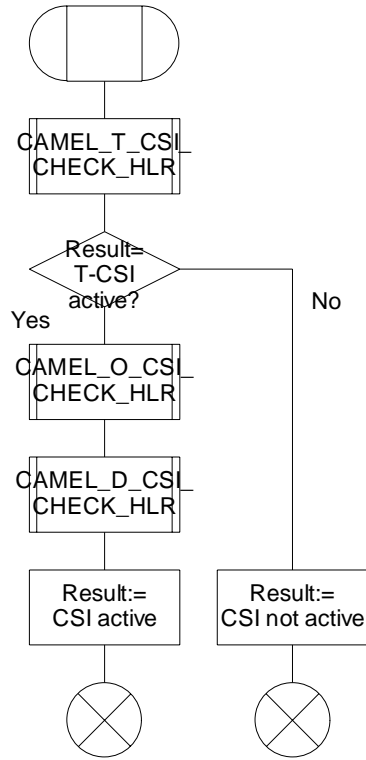 CAMEL_T_CSI_
CHECK_HLR
Result=
T-CSI
active?
Yes
No
CAMEL_O_CSI_
CHECK_HLR
CAMEL_D_CSI_
CHECK_HLR
Result:=
CSI active
Result:=
CSI not active